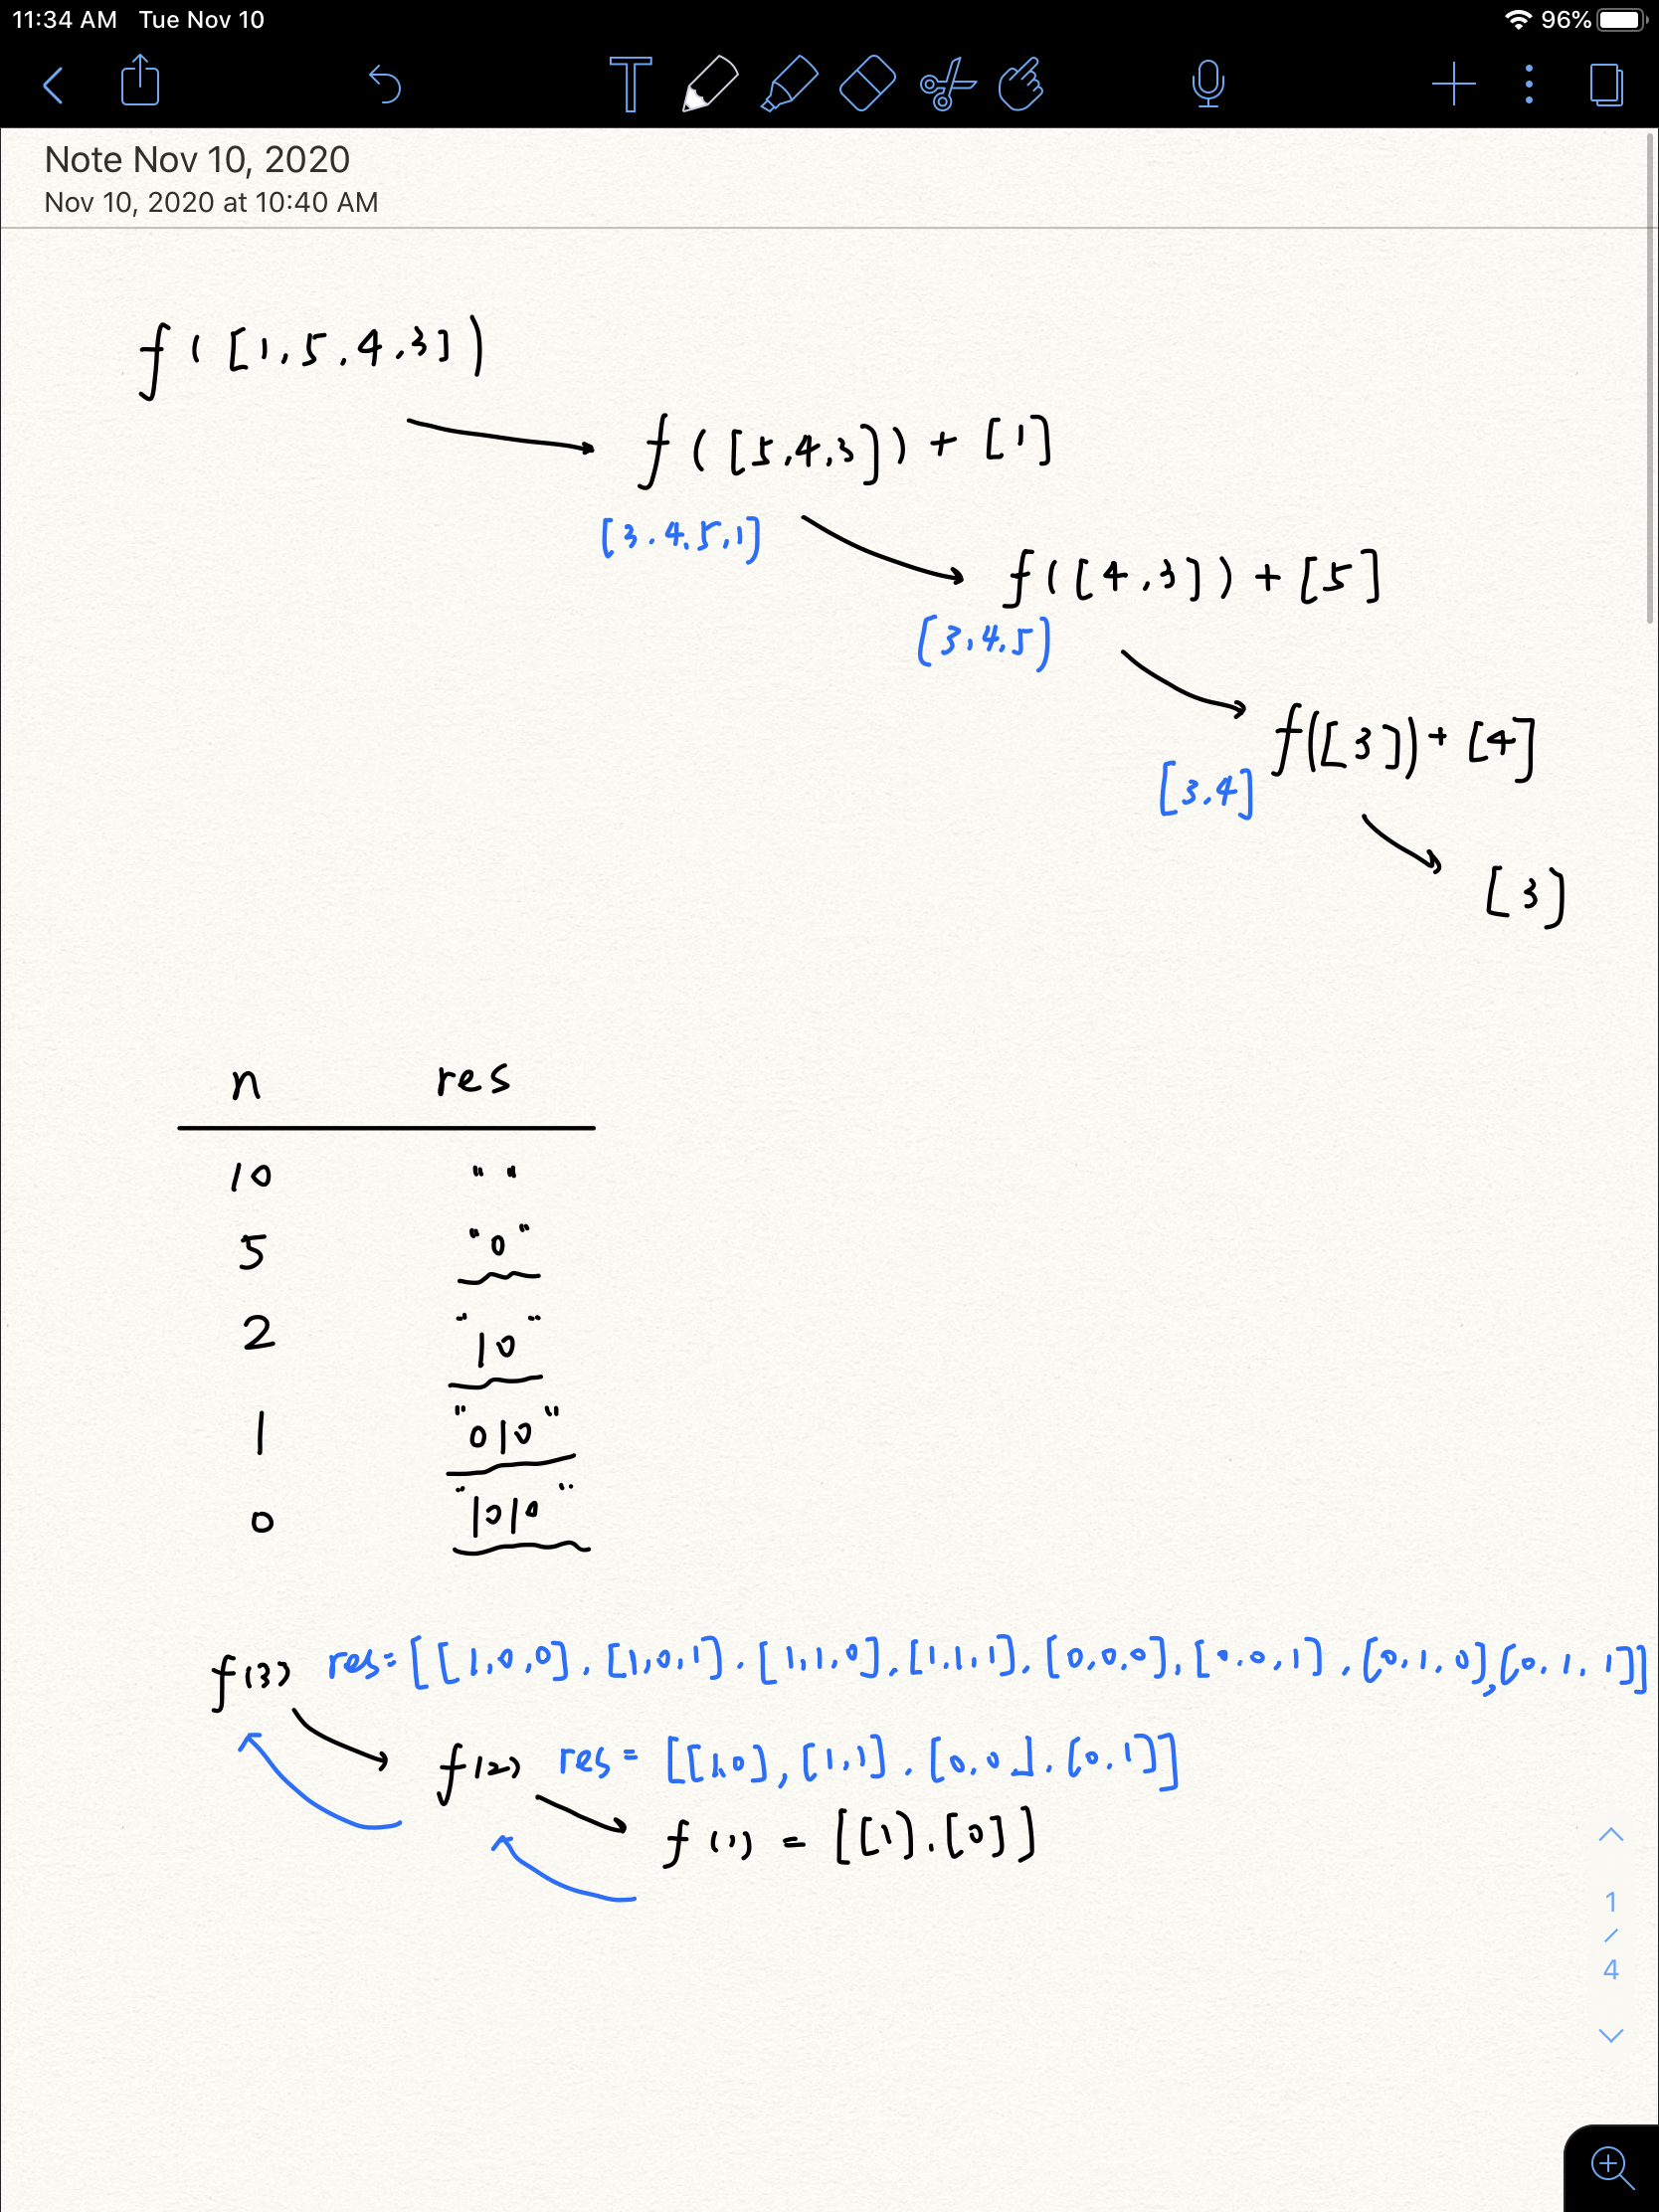 11:34 AM Tue Nov 10 96%
T
Note Nov 10, 2020
Nov 10, 2020 at 10:40 AM
f([1,5,4,3])
f([5,4,3]) + [1]
[3,4,5,1]
f([4,3]) + [5]
[3,4,5]
f([3]) + [4]
[3,4]
[3]
n res
10 " "
5 "0"
2 "10"
1 "010"
0 "1010"
f(3) res = [[1,0,0], [1,0,1], [1,1,0], [1,1,1], [0,0,0], [0,0,1], [0,1,0], [0,1,1]]
f(2) res = [[1,0], [1,1], [0,0], [0,1]]
f(1) = [[1], [0]]
1
/
4